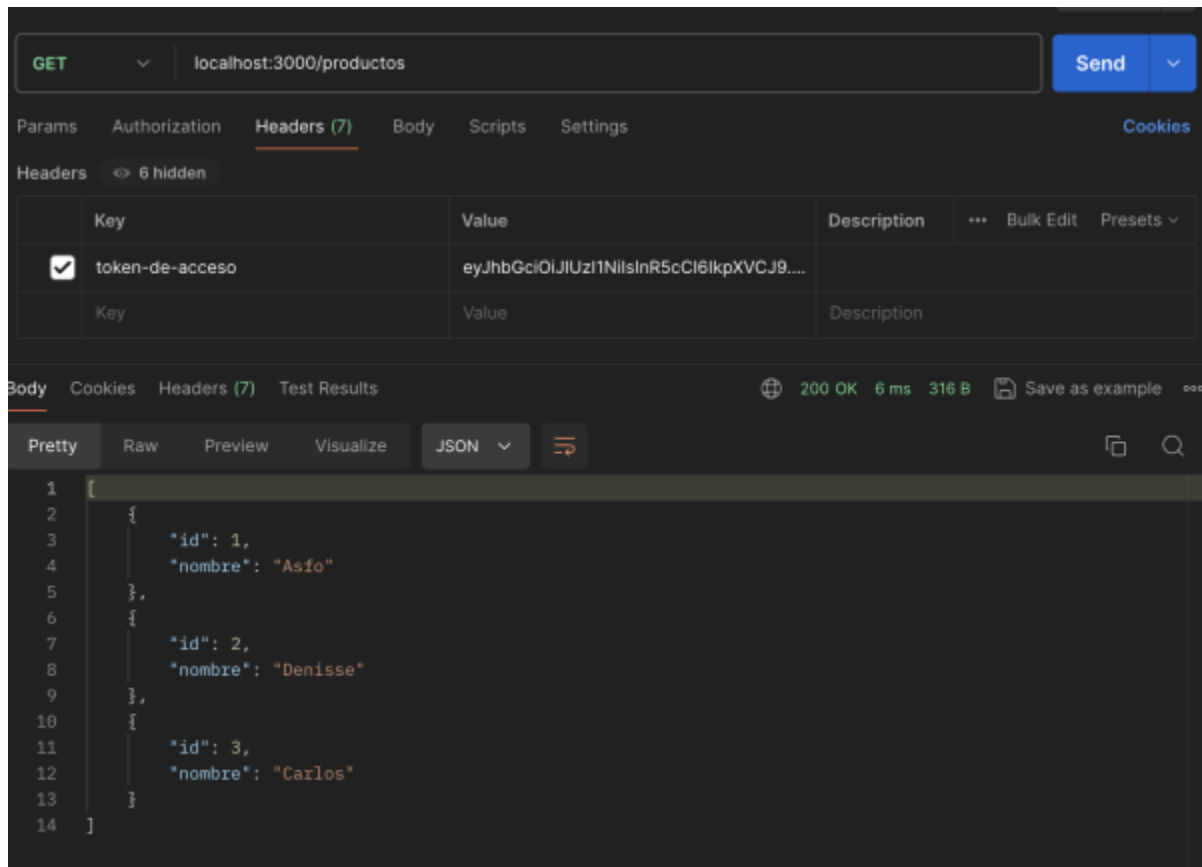 GET localhost:3000/productos Send
Params Authorization Headers (7) Body Scripts Settings Cookies
Headers 6 hidden
Key Value Description ••• Bulk Edit Presets
token-de-acceso eyJhbGciOiJIUzI1NiIsInR5cCI6IkpXVCJ9....
Key Value Description
Body Cookies Headers (7) Test Results 200 OK 6 ms 316 B Save as example
Pretty Raw Preview Visualize JSON
1 [
2 {
3 "id": 1,
4 "nombre": "Asfo"
5 },
6 {
7 "id": 2,
8 "nombre": "Denisse"
9 },
10 {
11 "id": 3,
12 "nombre": "Carlos"
13 }
14 ]